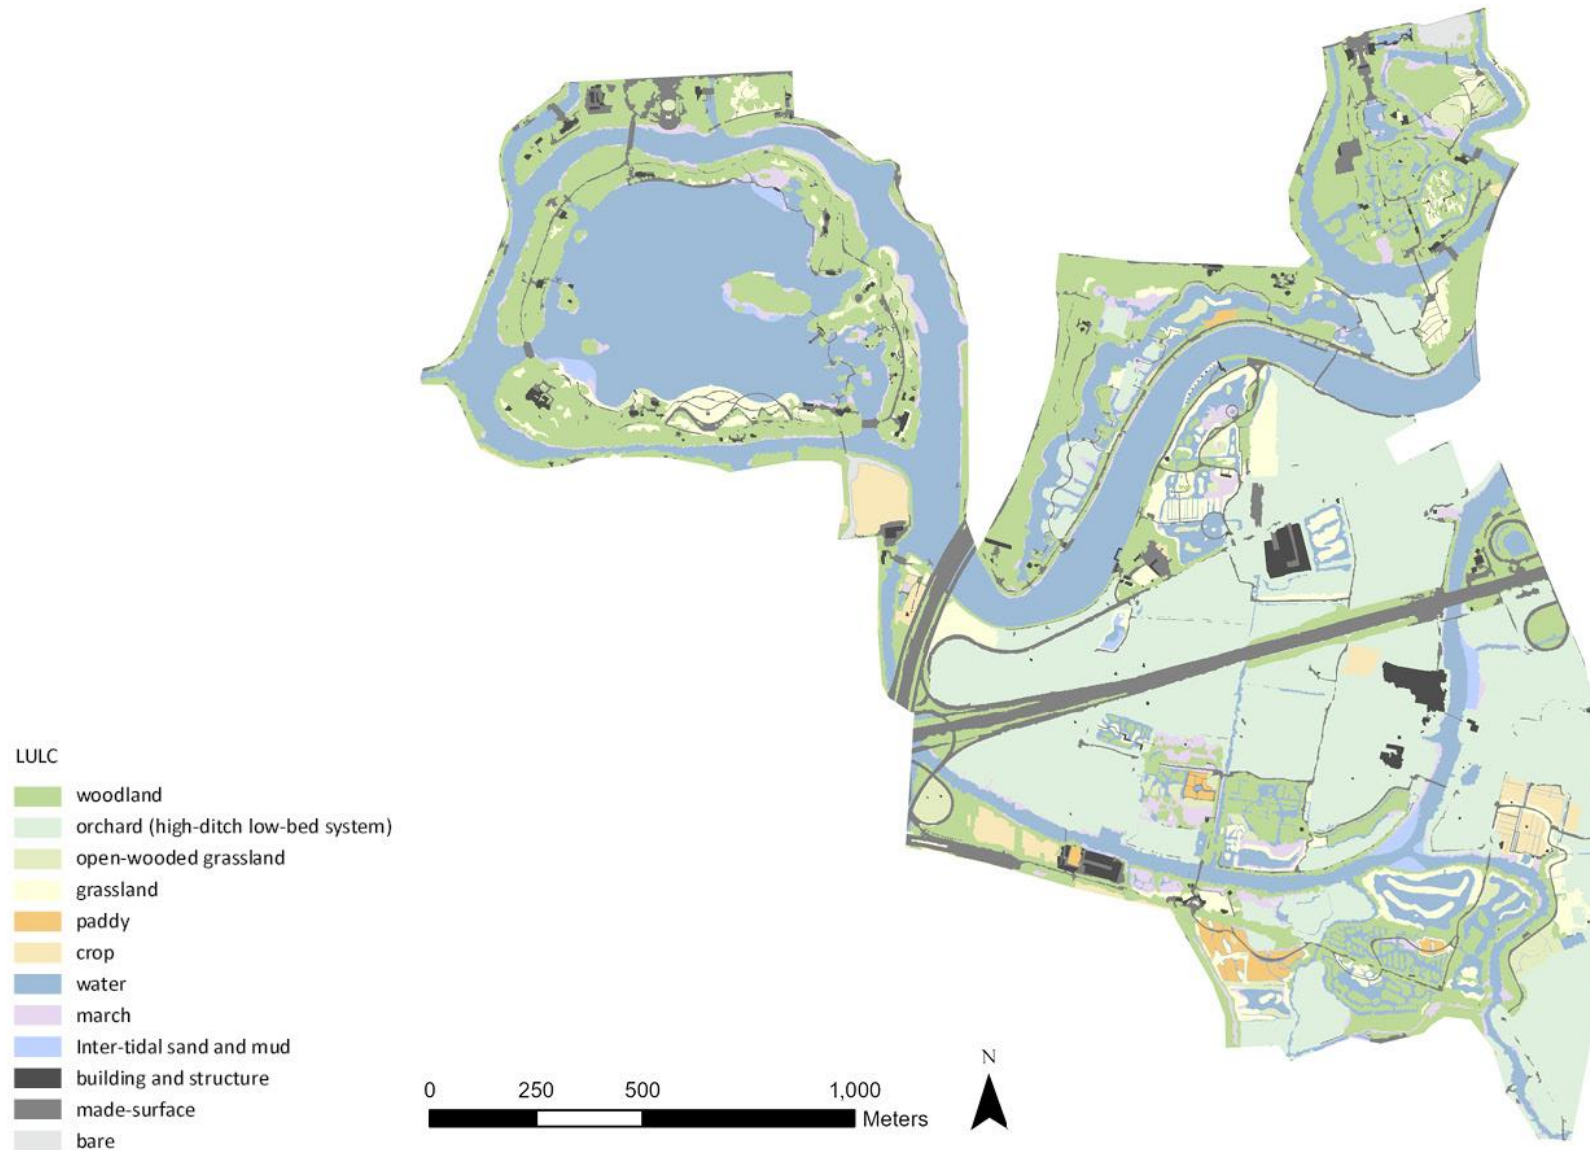 LULC
woodland
orchard (high-ditch low-bed system)
open-wooded grassland
grassland
paddy
crop
water
march
Inter-tidal sand and mud
building and structure
made-surface
bare
0 250 500 1,000
Meters
N